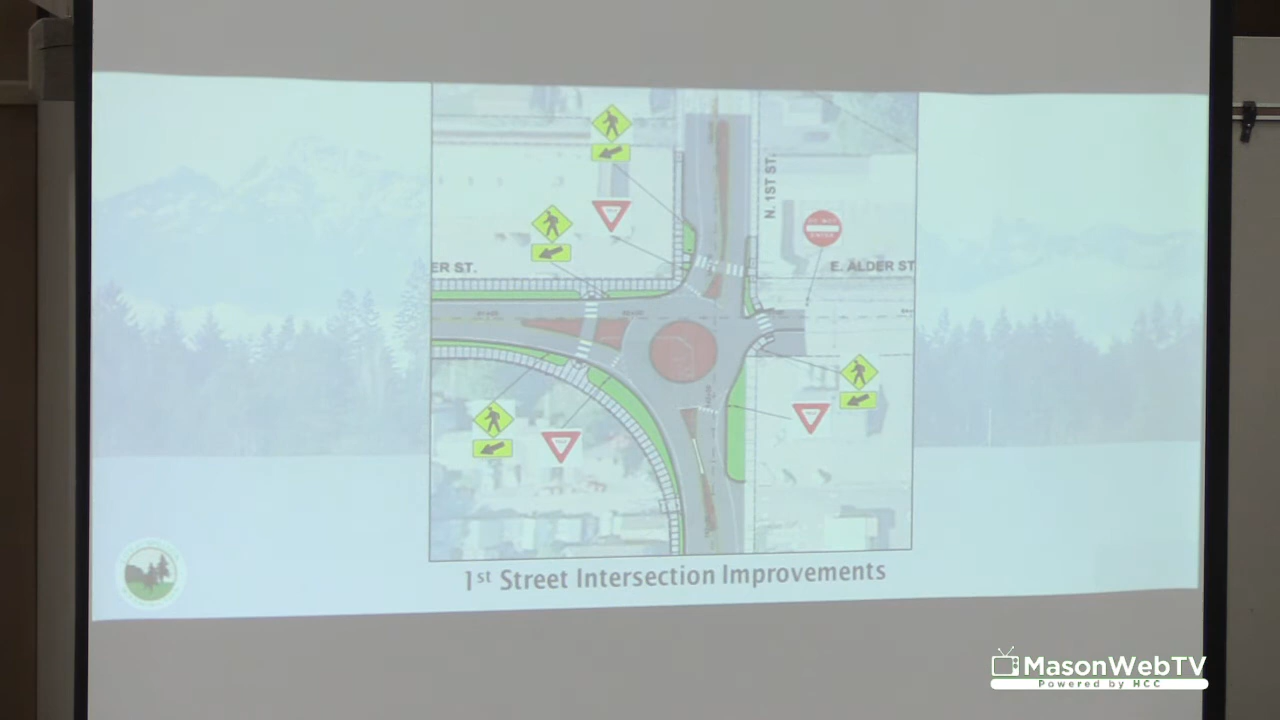 N. 1ST ST.
ER ST.
E. ALDER ST
1st Street Intersection Improvements
MasonWebTV
Powered by HCC